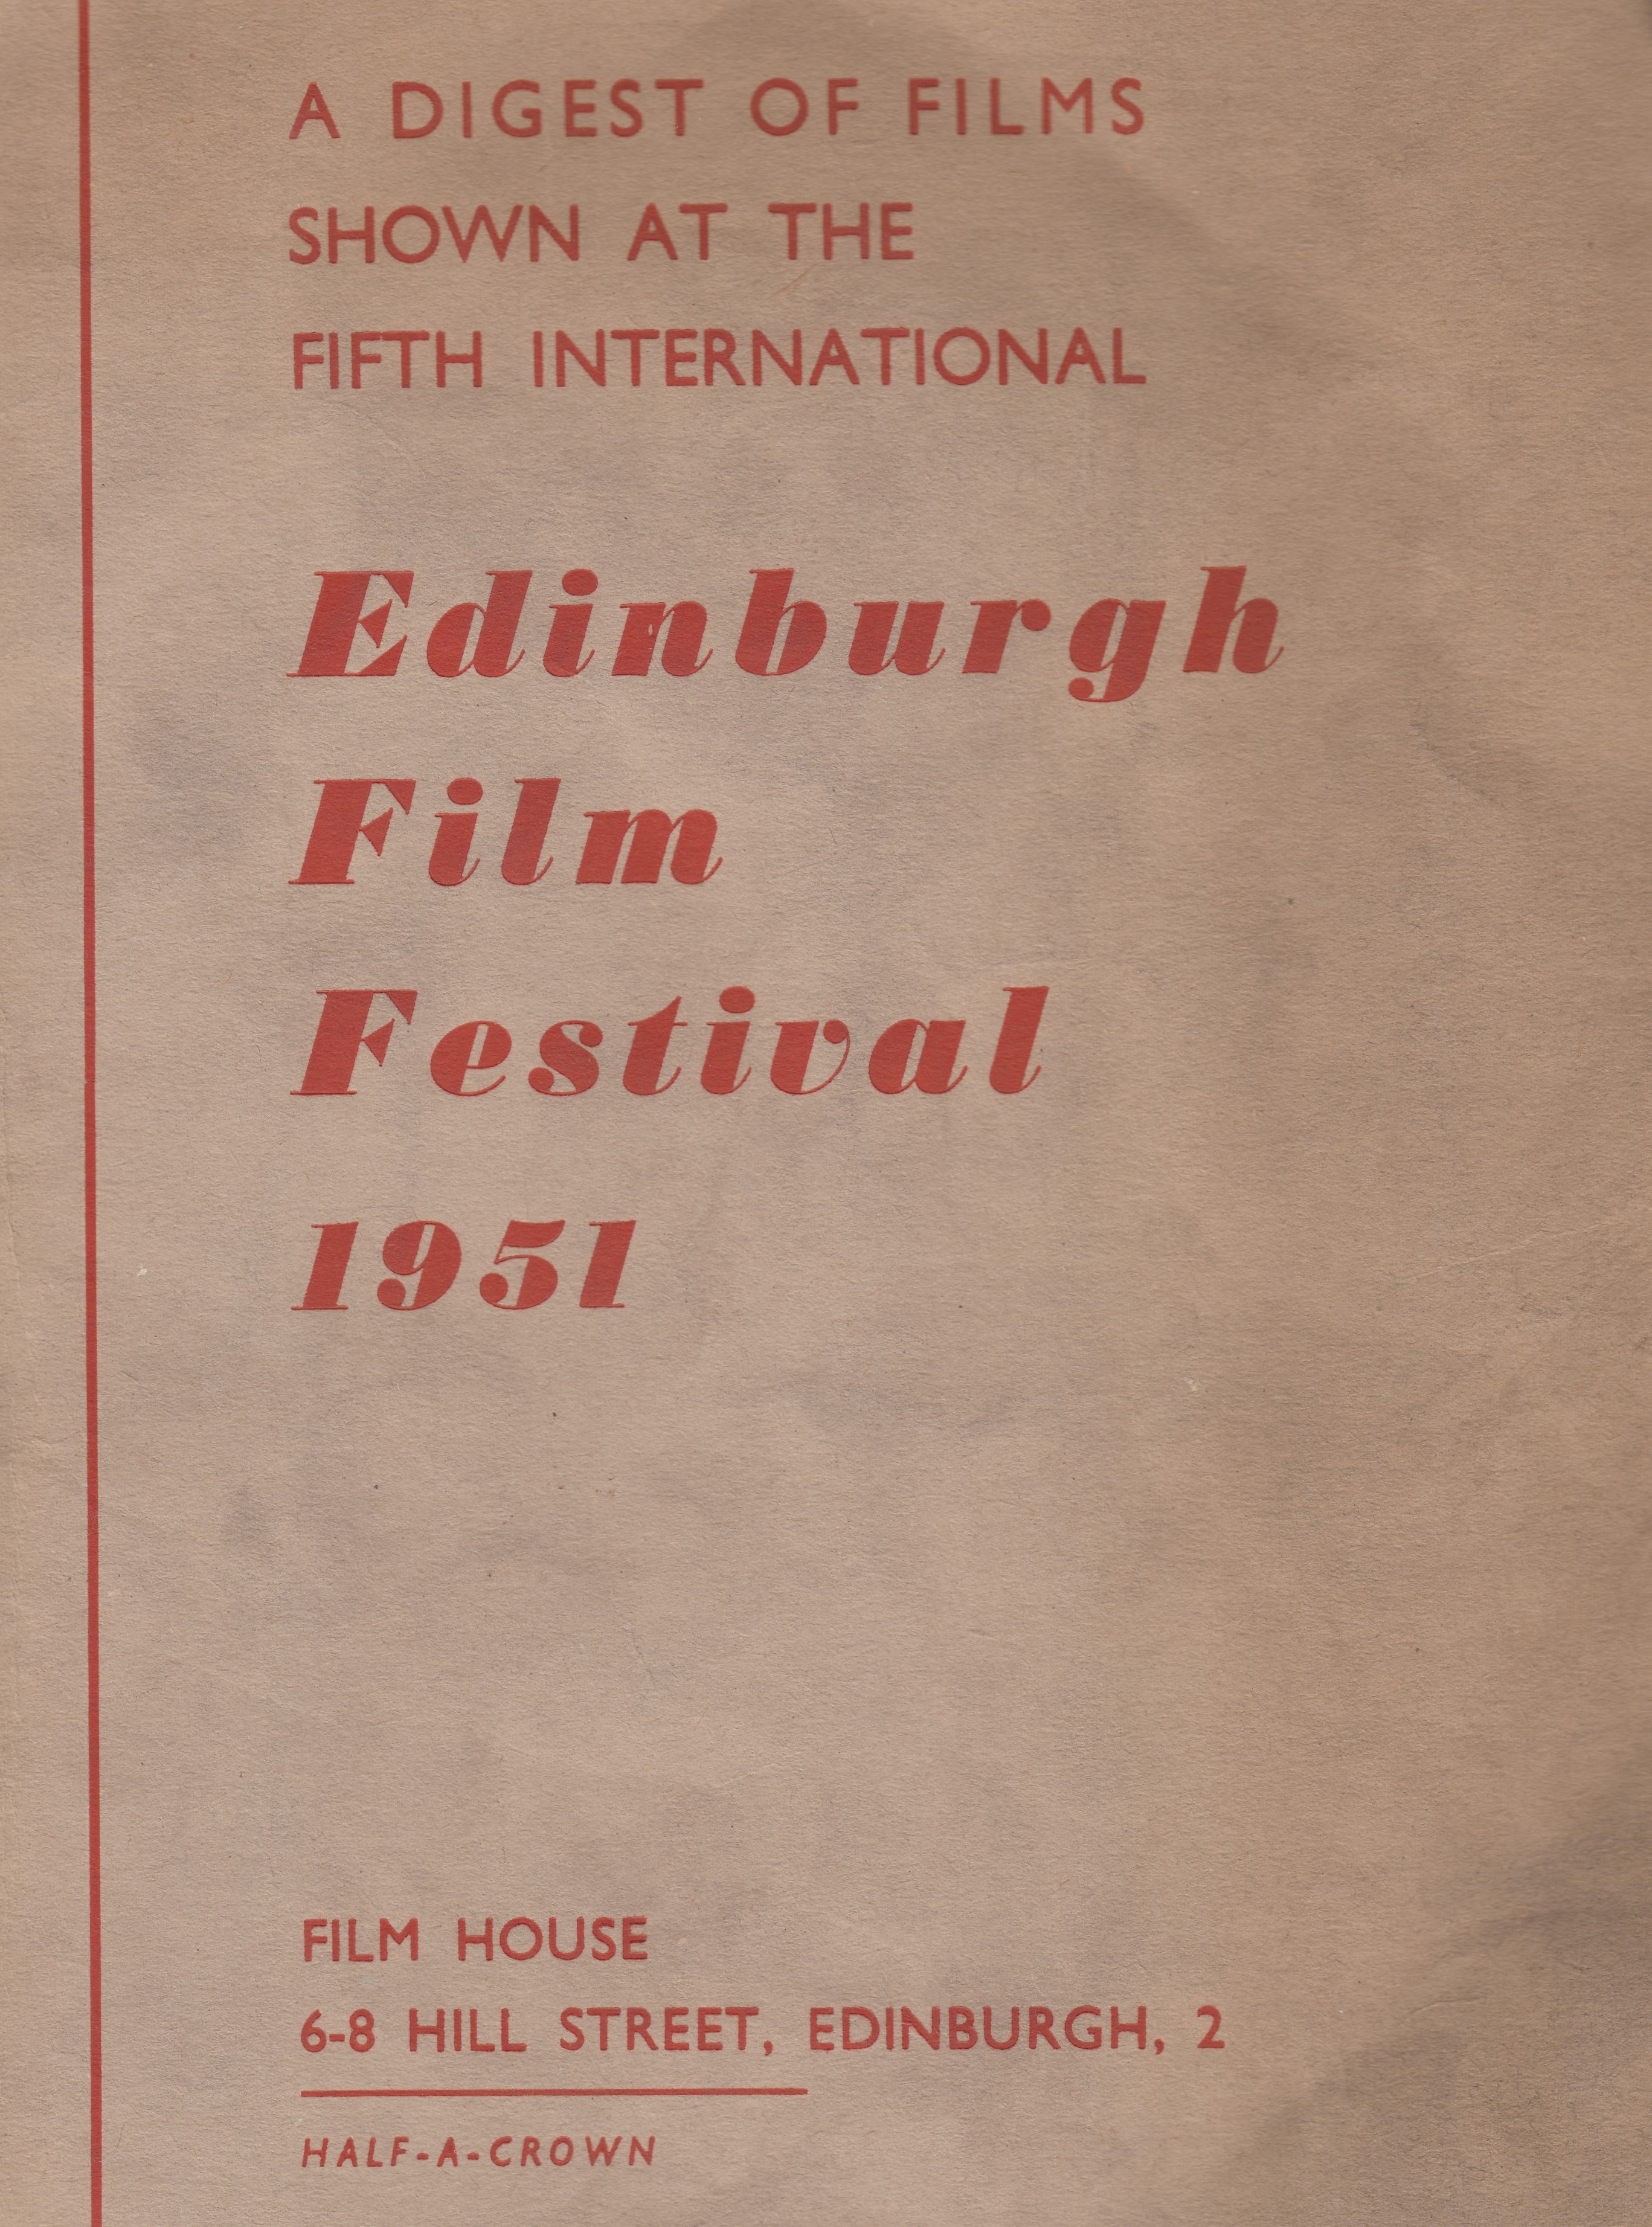 A DIGEST OF FILMS
SHOWN AT THE
FIFTH INTERNATIONAL
Edinburgh
Film
Festival
1951
FILM HOUSE
6-8 HILL STREET, EDINBURGH, 2
HALF-A-CROWN